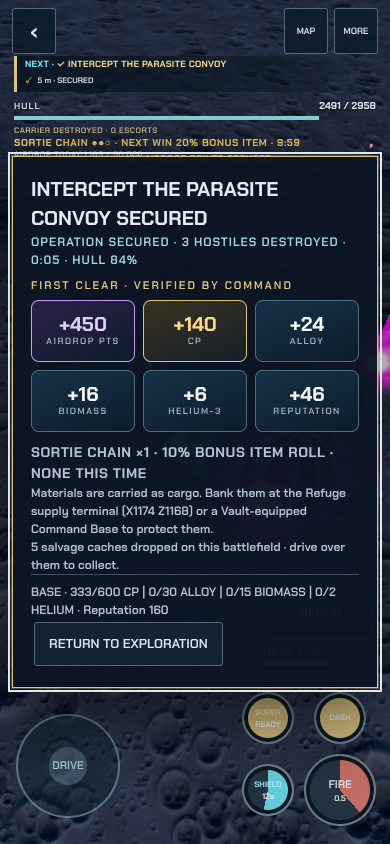 ‹
MAP
MORE
NEXT · ✓ INTERCEPT THE PARASITE CONVOY
↙ 5 m · SECURED
HULL
2491 / 2958
CARRIER DESTROYED · 0 ESCORTS
SORTIE CHAIN ●●○ · NEXT WIN 20% BONUS ITEM · 9:59
INTERCEPT THE PARASITE
CONVOY SECURED
OPERATION SECURED · 3 HOSTILES DESTROYED ·
0:05 · HULL 84%
FIRST CLEAR · VERIFIED BY COMMAND
+450
AIRDROP PTS
+140
CP
+24
ALLOY
+16
BIOMASS
+6
HELIUM-3
+46
REPUTATION
SORTIE CHAIN ×1 · 10% BONUS ITEM ROLL ·
NONE THIS TIME
Materials are carried as cargo. Bank them at the Refuge
supply terminal (X1174 Z1168) or a Vault-equipped
Command Base to protect them.
5 salvage caches dropped on this battlefield · drive over
them to collect.
BASE · 333/600 CP | 0/30 ALLOY | 0/15 BIOMASS | 0/2
HELIUM · Reputation 160
REPAIR
RETURN TO EXPLORATION
SUPER
READY
DASH
DRIVE
SHIELD
12s
FIRE
0.5